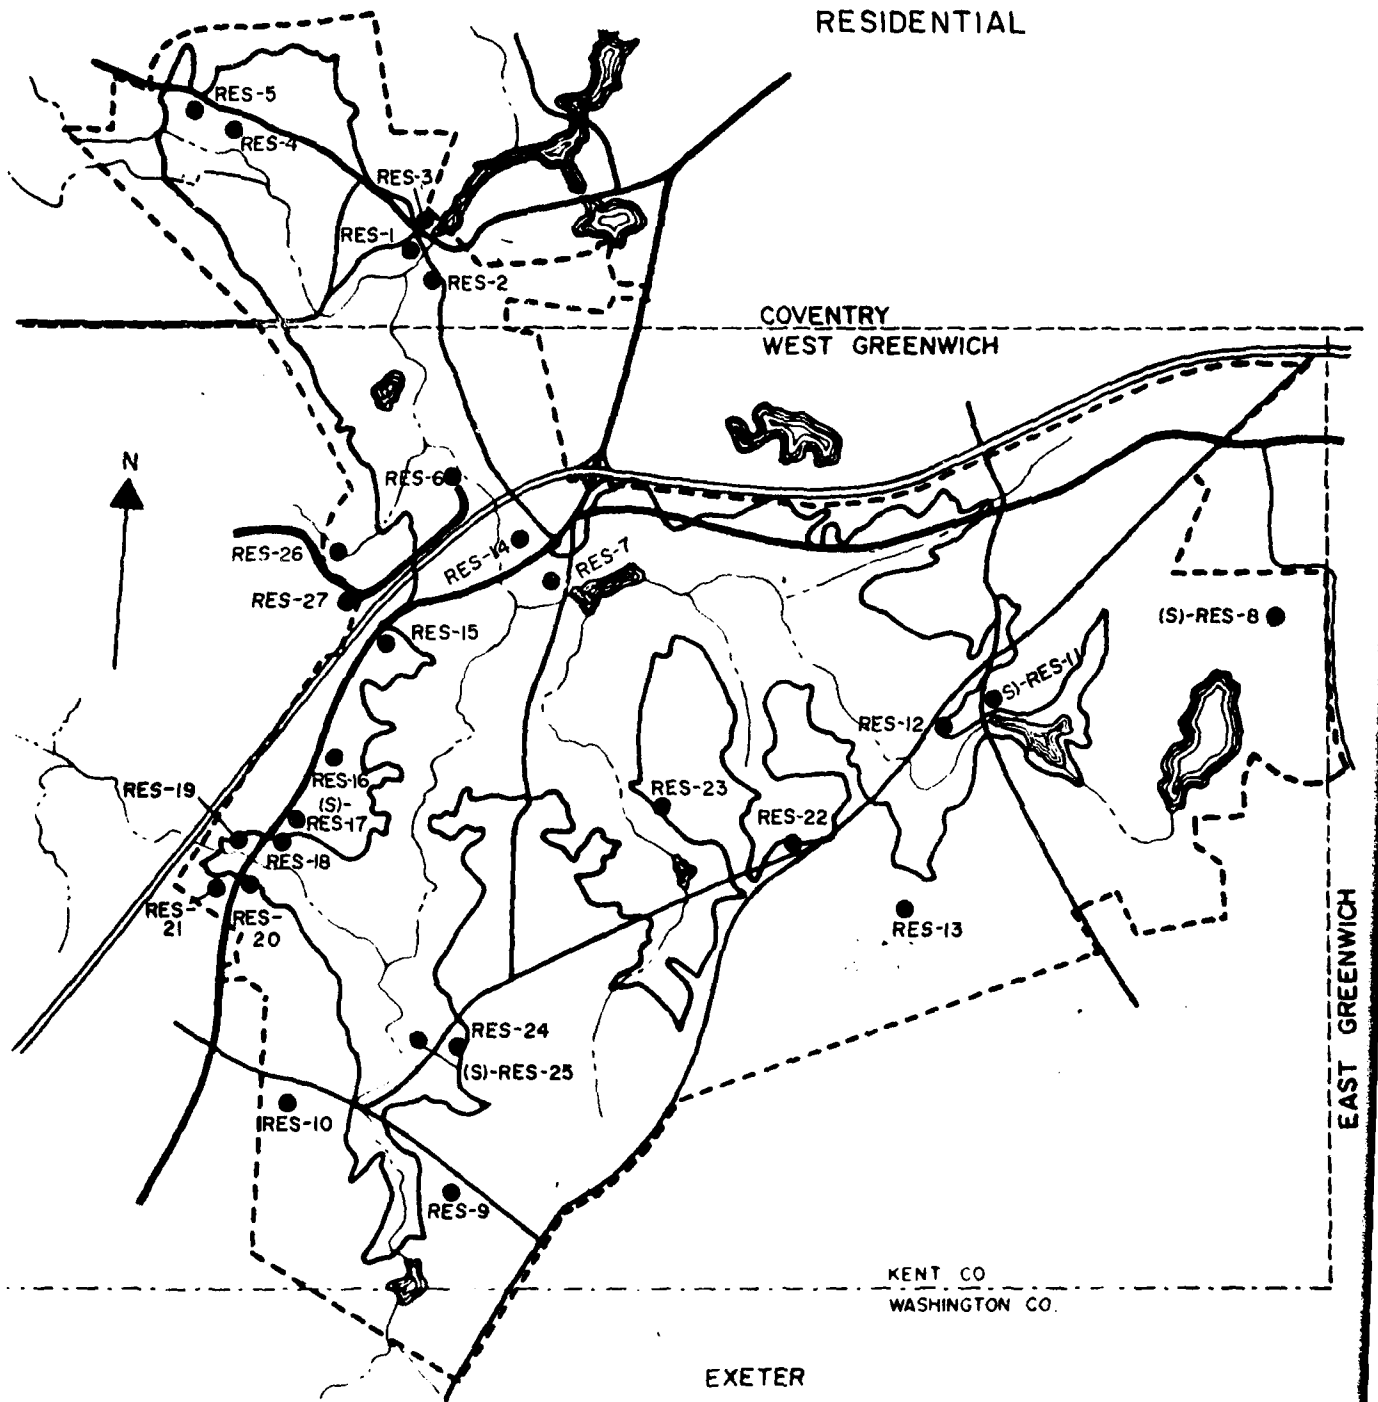 RESIDENTIAL
RES-5
RES-4
RES-3
RES-1
RES-2
COVENTRY
WEST GREENWICH
N
RES-6
RES-14
RES-26
RES-7
RES-27
(S)-RES-8
RES-15
S)-RES-11
RES-12
RES-16
RES-19
(S)-
RES-17
RES-23
RES-22
RES-18
RES-
21
RES-
20
RES-13
EAST GREENWICH
RES-24
(S)-RES-25
RES-10
RES-9
KENT CO
WASHINGTON CO.
EXETER